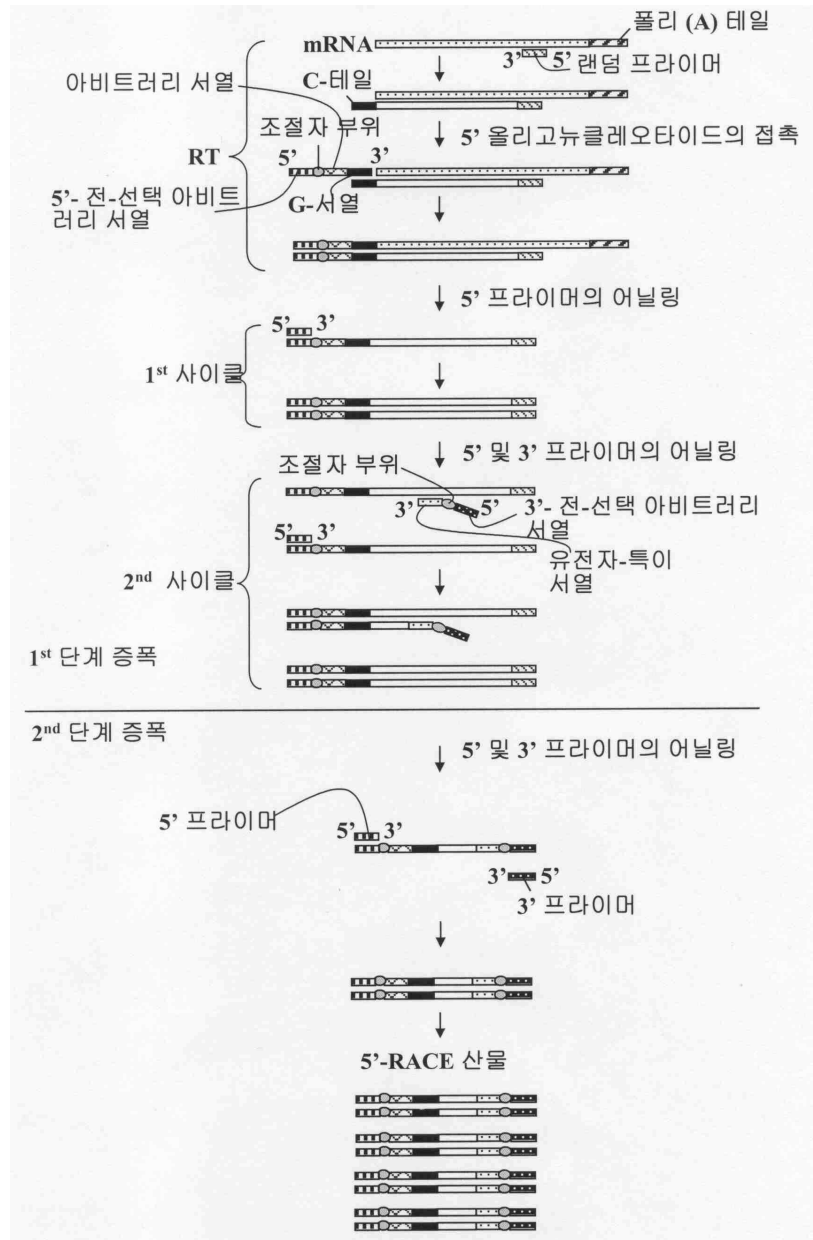 폴리 (A) 테일
mRNA
3’ 5’ 랜덤 프라이머
아비트러리 서열
C-테일
조절자 부위
5’ 올리고뉴클레오타이드의 접촉
RT
5’ 3’
5’- 전-선택 아비트
러리 서열
G-서열
5’ 프라이머의 어닐링
5’ 3’
1st 사이클
5’ 및 3’ 프라이머의 어닐링
조절자 부위
3’ 5’ 3’- 전-선택 아비트러리
서열
5’ 3’
유전자-특이
서열
2nd 사이클
1st 단계 증폭
2nd 단계 증폭
5’ 및 3’ 프라이머의 어닐링
5’ 프라이머
5’ 3’
3’ 5’
3’ 프라이머
5’-RACE 산물